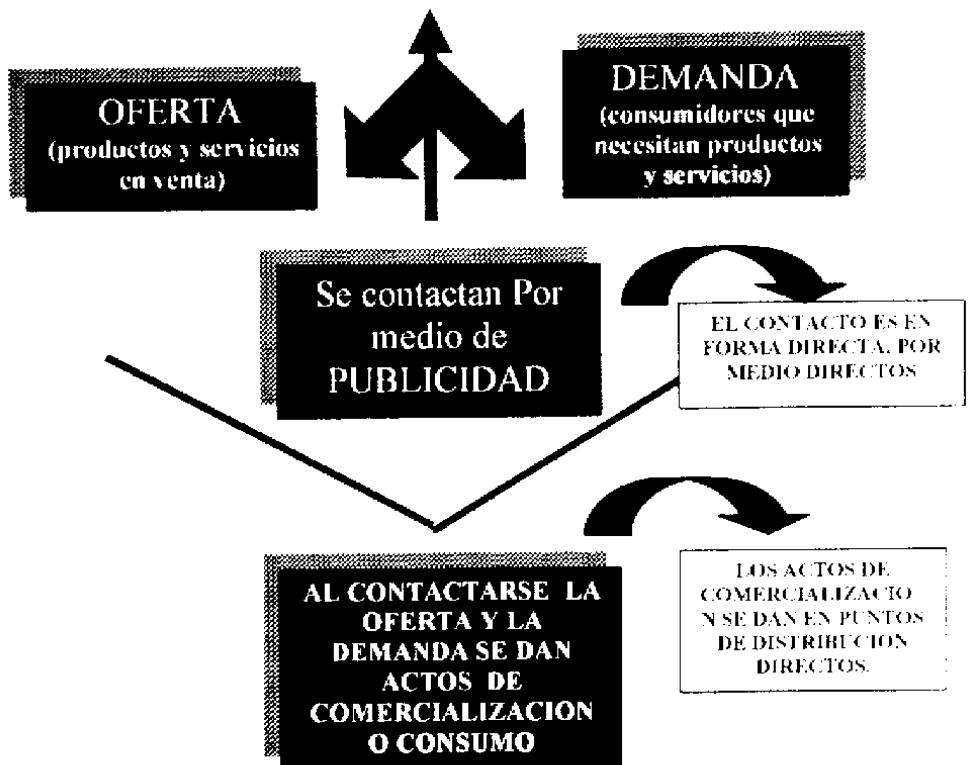 OFERTA
(productos y servicios
en venta)
DEMANDA
(consumidores que
necesitan productos
y servicios)
Se contactan Por
medio de
PUBLICIDAD
EL CONTACTO ES EN
FORMA DIRECTA, POR
MEDIO DIRECTOS
AL CONTACTARSE LA
OFERTA Y LA
DEMANDA SE DAN
ACTOS DE
COMERCIALIZACION
O CONSUMO
LOS ACTOS DE
COMERCIALIZACIO
N SE DAN EN PUNTOS
DE DISTRIBUCION
DIRECTOS.